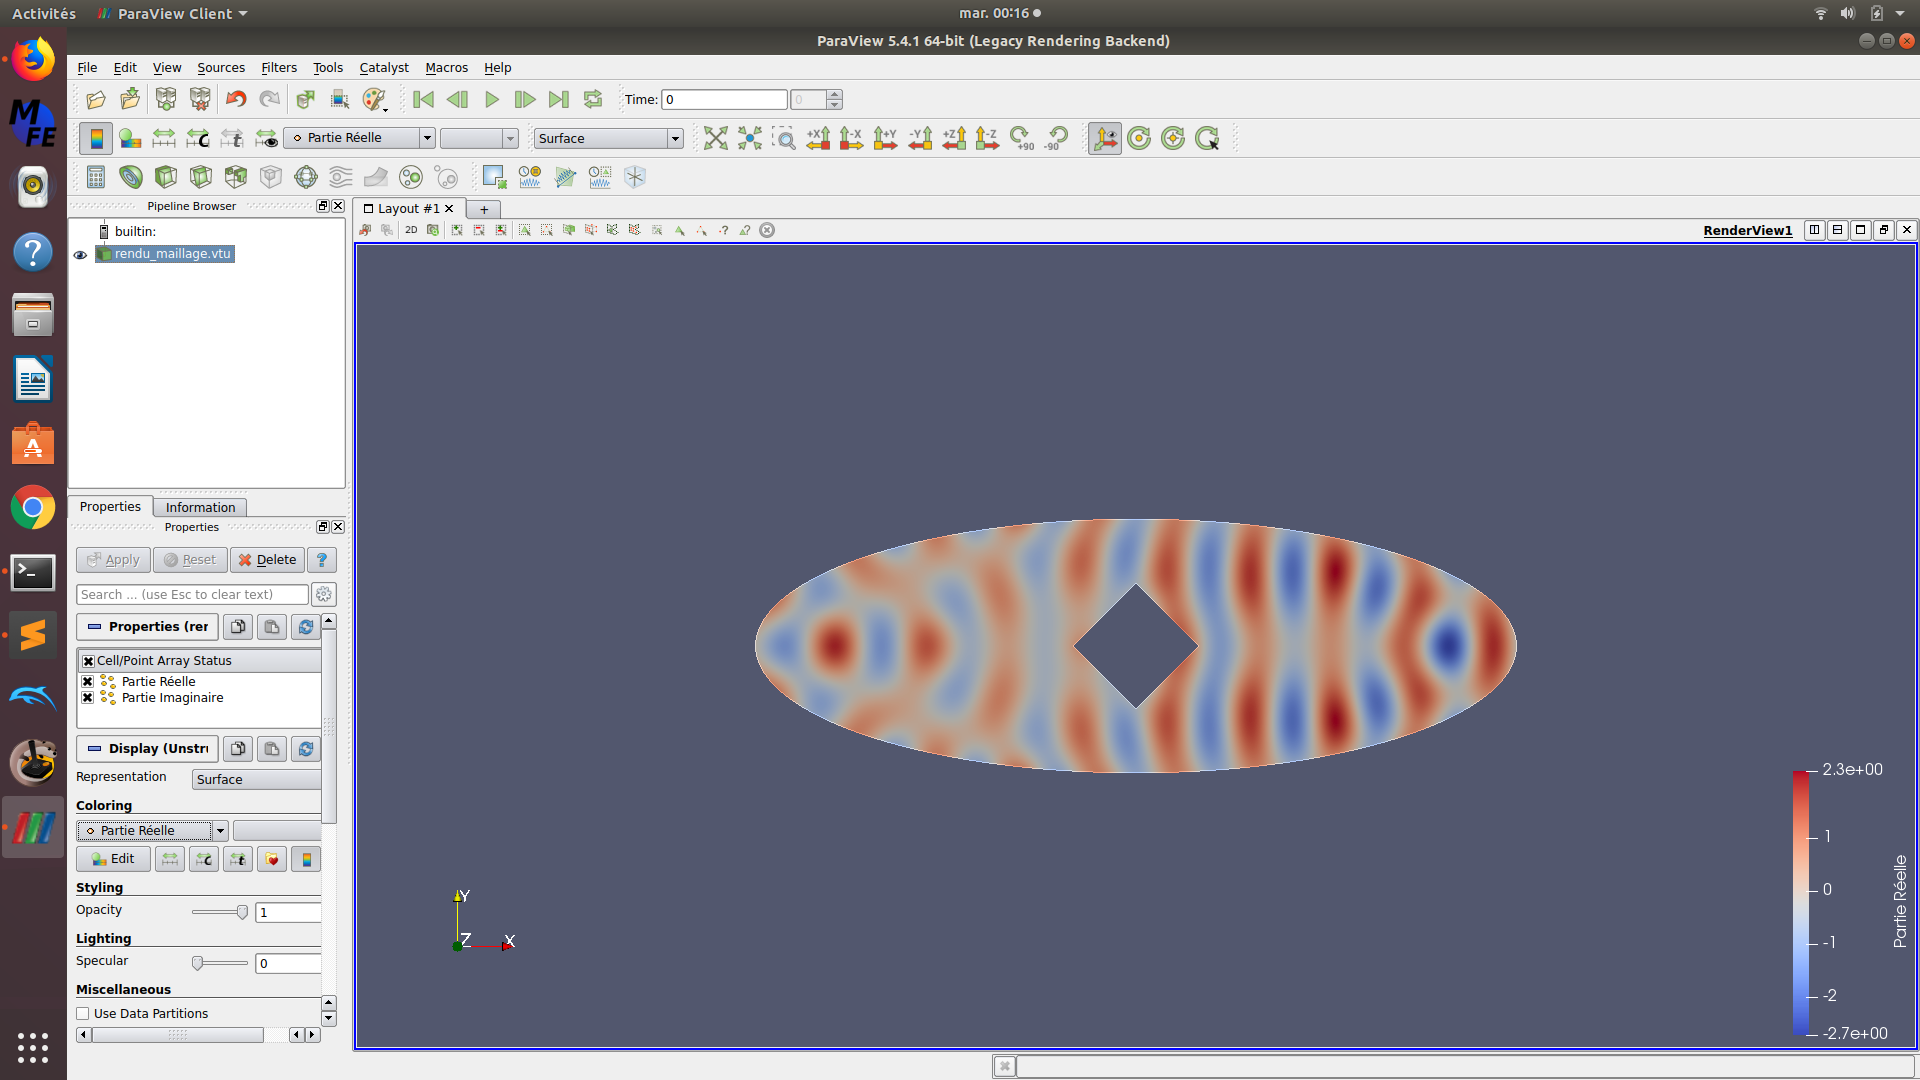 Activités
ParaView Client
mar. 00:16
ParaView 5.4.1 64-bit (Legacy Rendering Backend)
File Edit View Sources Filters Tools Catalyst Macros Help
Time: 0 0
Partie Réelle Surface
+X -X +Y -Y +Z -Z +90 -90
Pipeline Browser
Layout #1
2D
RenderView1
builtin:
rendu_maillage.vtu
Properties Information
Properties
Apply Reset Delete ?
Search ... (use Esc to clear text)
Properties (rer
Cell/Point Array Status
Partie Réelle
Partie Imaginaire
Display (Unstru
Representation Surface
Coloring
Partie Réelle
Edit
Styling
Opacity 1
Lighting
Specular 0
Miscellaneous
Use Data Partitions
Y
Z X
2.3e+00
1
0
-1
-2
-2.7e+00
Partie Réelle
M
FE